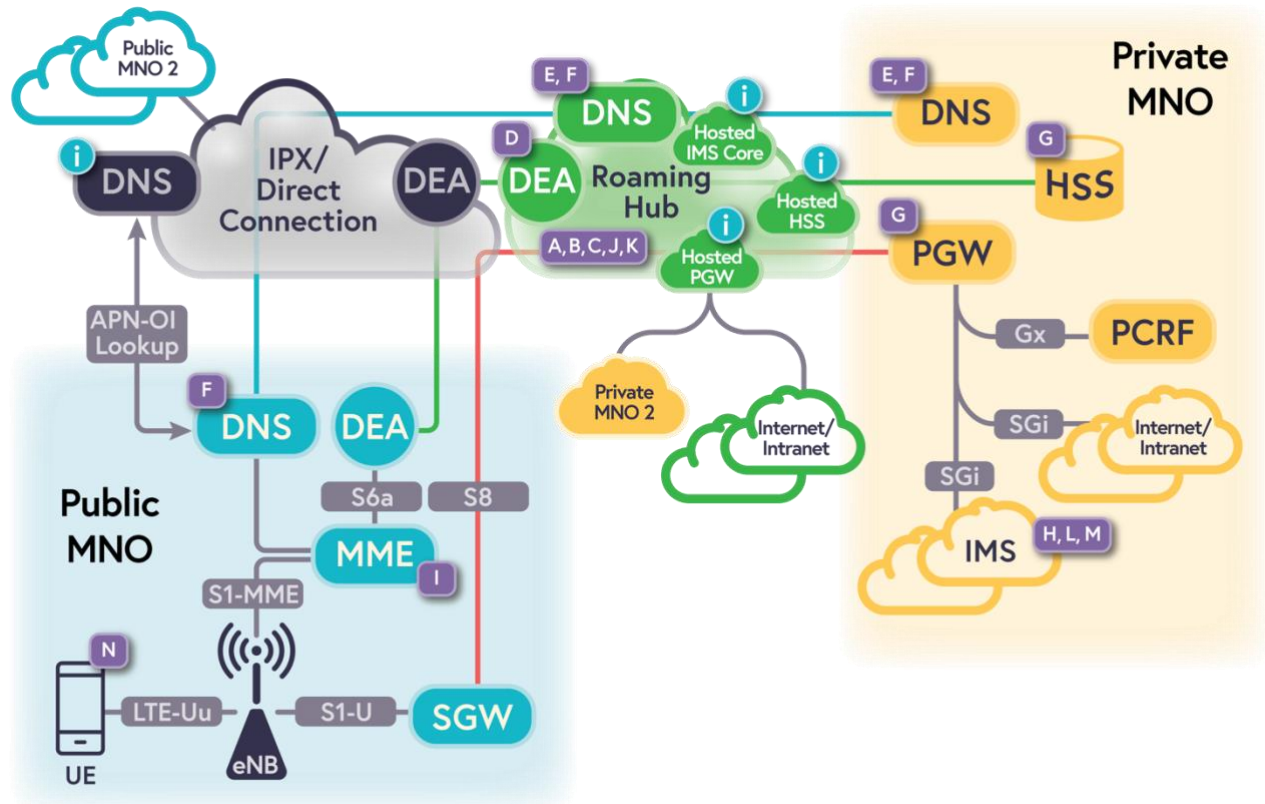 Public
MNO 2
E, F
i
E, F
Private
MNO
DNS
DNS
Hosted
IMS Core
D
G
i
i
DNS
IPX/
Direct
Connection
DEA
DEA
Roaming
Hub
Hosted
HSS
HSS
A, B, C, J, K
i
G
Hosted
PGW
PGW
APN-OI
Lookup
Gx
PCRF
F
DNS
DEA
Private
MNO 2
Internet/
Intranet
SGi
Internet/
Intranet
S6a
S8
SGi
Public
MNO
MME
I
IMS
H, L, M
S1-MME
N
LTE-Uu
S1-U
SGW
eNB
UE